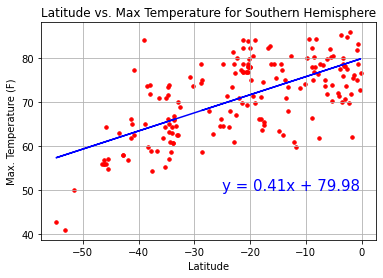 Latitude vs. Max Temperature for Southern Hemisphere
Max. Temperature (F)
80
70
60
50
40
y = 0.41x + 79.98
−50
−40
−30
−20
−10
0
Latitude